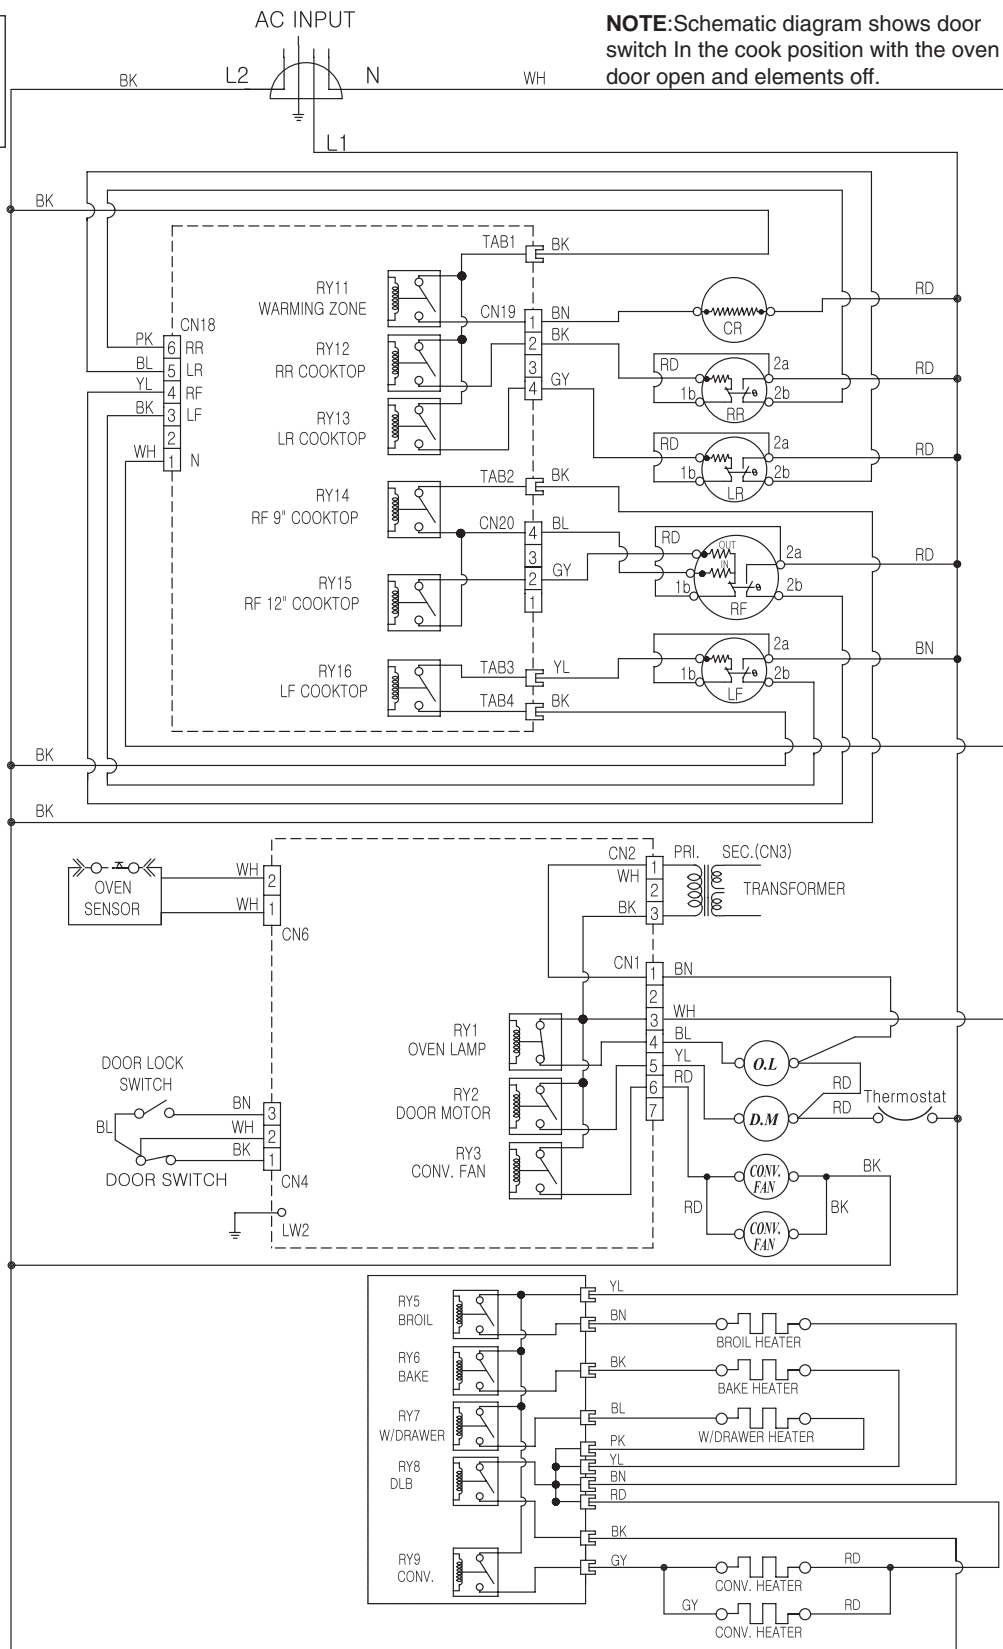 AC INPUT
NOTE:Schematic diagram shows door
switch In the cook position with the oven
door open and elements off.
L2
N
BK
WH
L1
BK
TAB1
BK
RY11
WARMING ZONE
CN19
1
BN
CR
RD
CN18
PK
6
RR
RY12
RR COOKTOP
2
BK
RD
2a
RD
BL
5
LR
3
1b
2b
RR
YL
4
RF
4
GY
BK
3
LF
RY13
LR COOKTOP
2
RD
2a
RD
WH
1
N
1b
2b
LR
TAB2
BK
RY14
RF 9" COOKTOP
CN20
4
BL
RD
OUT
IN
2a
RD
3
RY15
RF 12" COOKTOP
2
GY
1b
2b
RF
1
RY16
LF COOKTOP
TAB3
YL
2a
BN
1b
2b
LF
TAB4
BK
BK
BK
CN2
1
PRI.
SEC.(CN3)
WH
2
TRANSFORMER
BK
3
OVEN
SENSOR
WH
2
WH
1
CN6
CN1
1
BN
2
3
WH
RY1
OVEN LAMP
4
BL
O.L
5
YL
RD
6
RD
DOOR LOCK
SWITCH
BN
3
RY2
DOOR MOTOR
7
D.M
RD
Thermostat
BL
WH
2
BK
1
DOOR SWITCH
CN4
RY3
CONV. FAN
CONV.
FAN
BK
RD
BK
CONV.
FAN
LW2
RY5
BROIL
YL
BN
BROIL HEATER
RY6
BAKE
BK
BAKE HEATER
RY7
W/DRAWER
BL
W/DRAWER HEATER
PK
RY8
DLB
YL
BN
RD
BK
RY9
CONV.
GY
RD
CONV. HEATER
GY
RD
CONV. HEATER